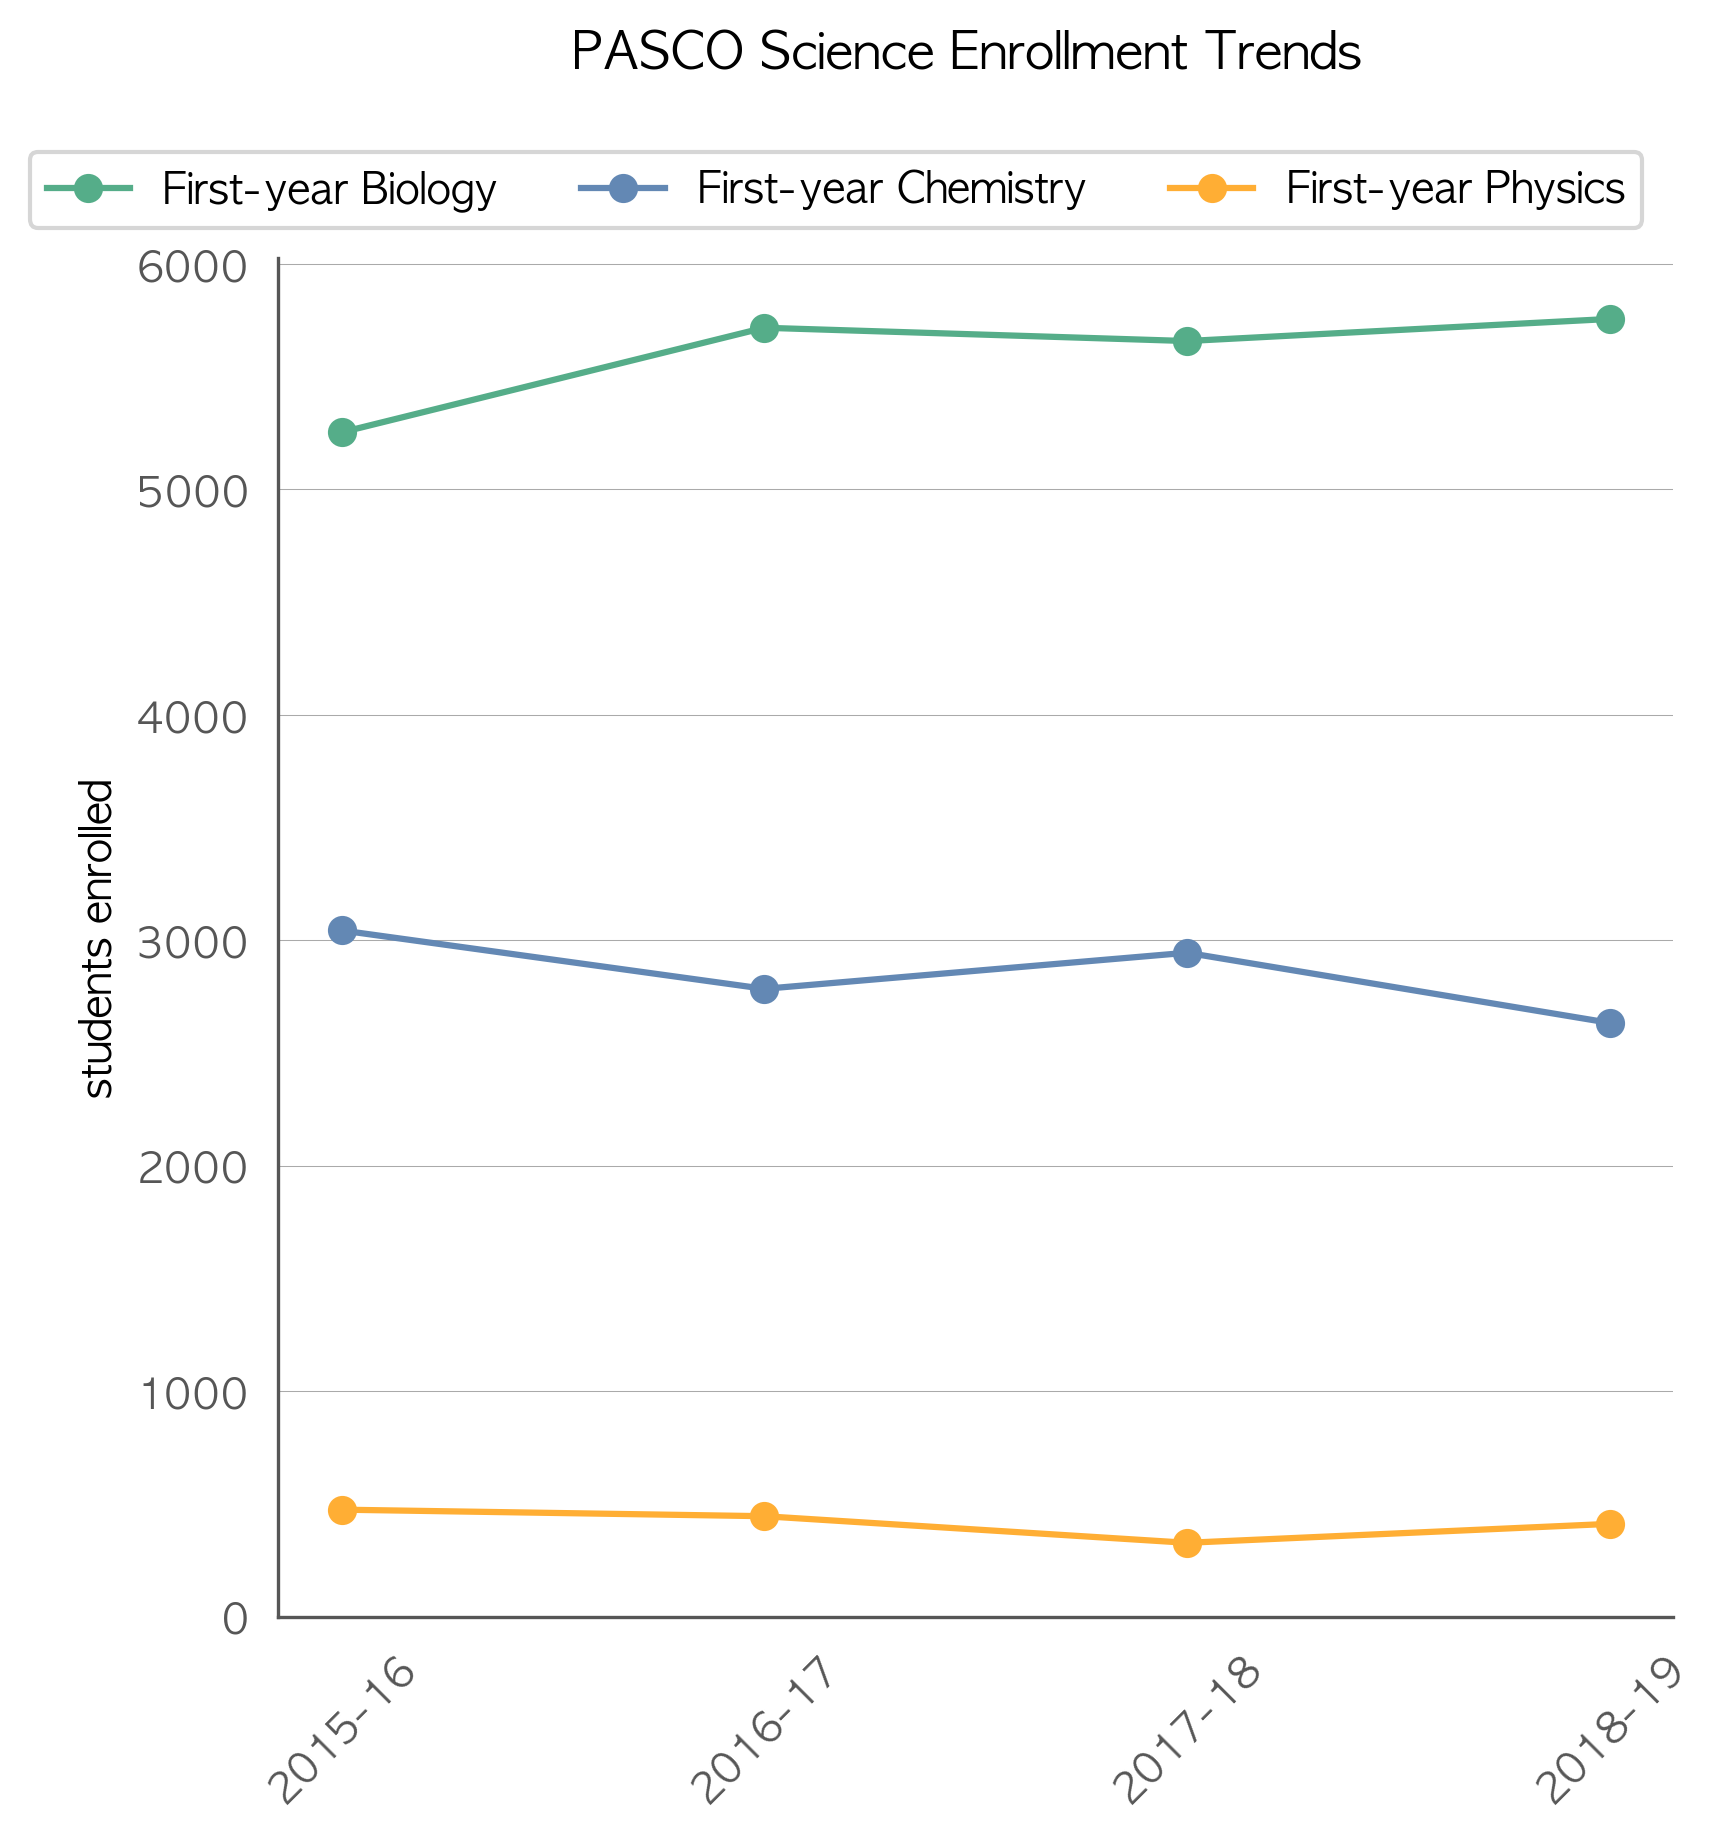 PASCO Science Enrollment Trends
First-year Biology
First-year Chemistry
First-year Physics
6000
5000
4000
3000
2000
1000
0
students enrolled
2015-16
2016-17
2017-18
2018-19